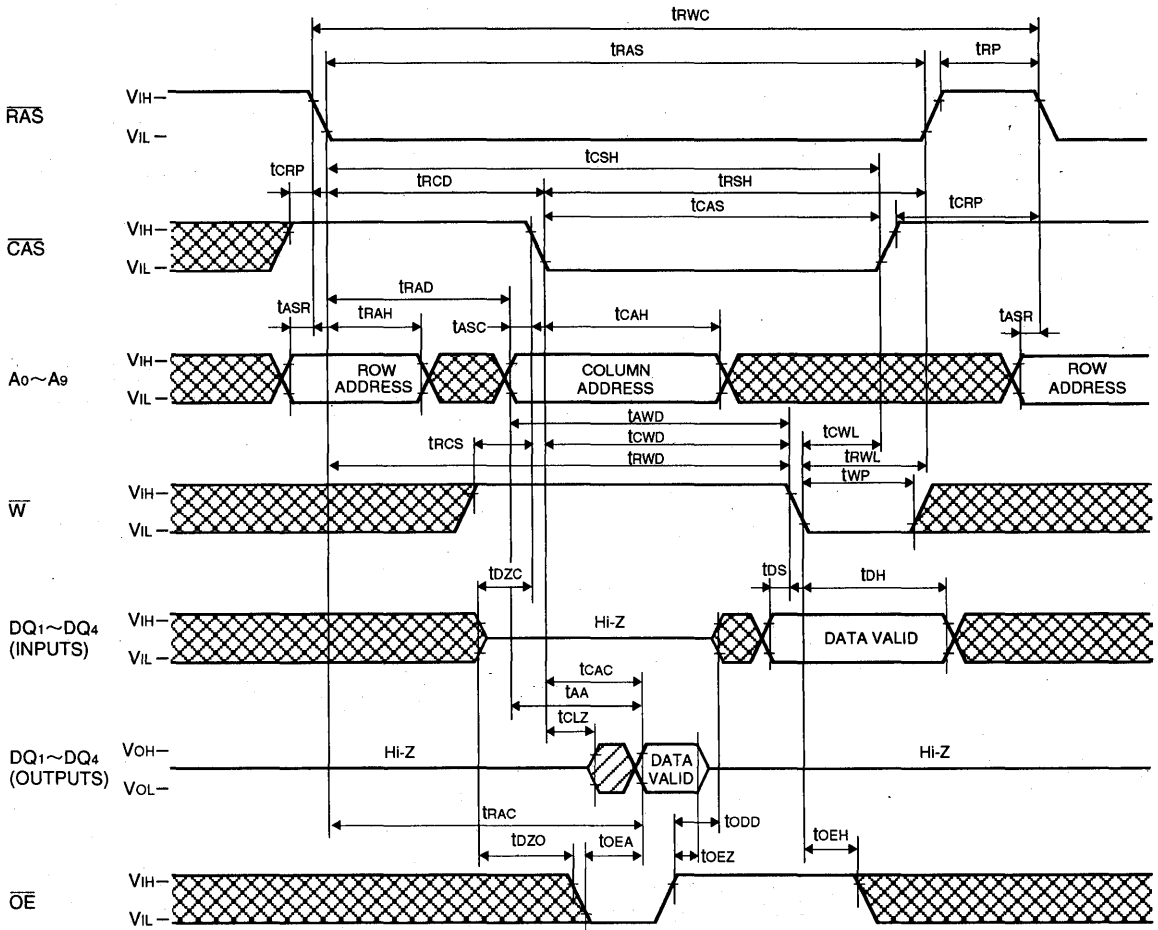 tRWC
tRAS
tRP
RAS
VIH
VIL
tCSH
tCRP
tRCD
tRSH
tCAS
tCRP
CAS
VIH
VIL
tRAD
tASR
tRAH
tASC
tCAH
tASR
A0~A9
VIH
VIL
ROW
ADDRESS
COLUMN
ADDRESS
ROW
ADDRESS
tAWD
tRCS
tCWD
tCWL
tRWD
tRWL
tWP
W
VIH
VIL
tDZC
tDS
tDH
DQ1~DQ4
(INPUTS)
VIH
VIL
Hi-Z
DATA VALID
tCAC
tAA
tCLZ
DQ1~DQ4
(OUTPUTS)
VOH
VOL
Hi-Z
DATA
VALID
Hi-Z
tRAC
tODD
tDZO
tOEA
tOEZ
tOEH
OE
VIH
VIL